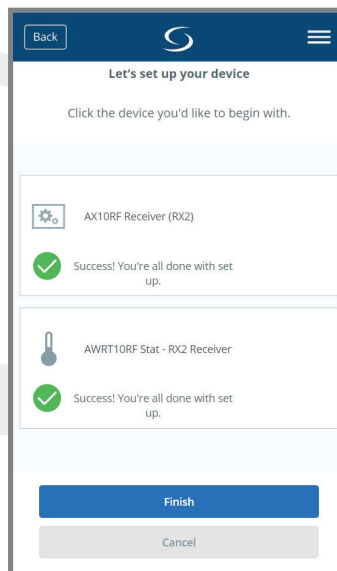 Back
Let's set up your device
Click the device you'd like to begin with.
AX10RF Receiver (RX2)
Success! You're all done with set
up.
AWRT10RF Stat - RX2 Receiver
Success! You're all done with set
up.
Finish
Cancel